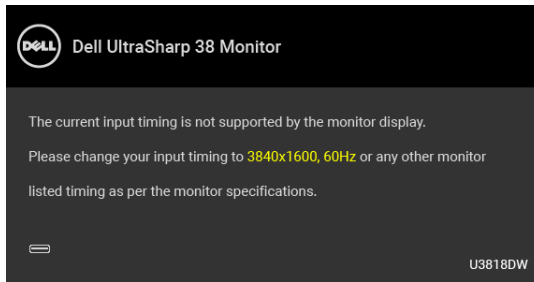 DELL Dell UltraSharp 38 Monitor
The current input timing is not supported by the monitor display.
Please change your input timing to 3840x1600, 60Hz or any other monitor
listed timing as per the monitor specifications.
U3818DW